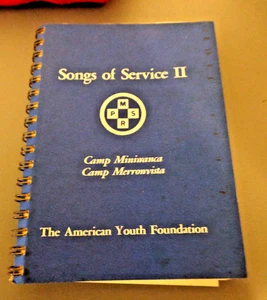 Songs of Service II
M
P S
R
Camp Miniwanca
Camp Merrowvista
The American Youth Foundation